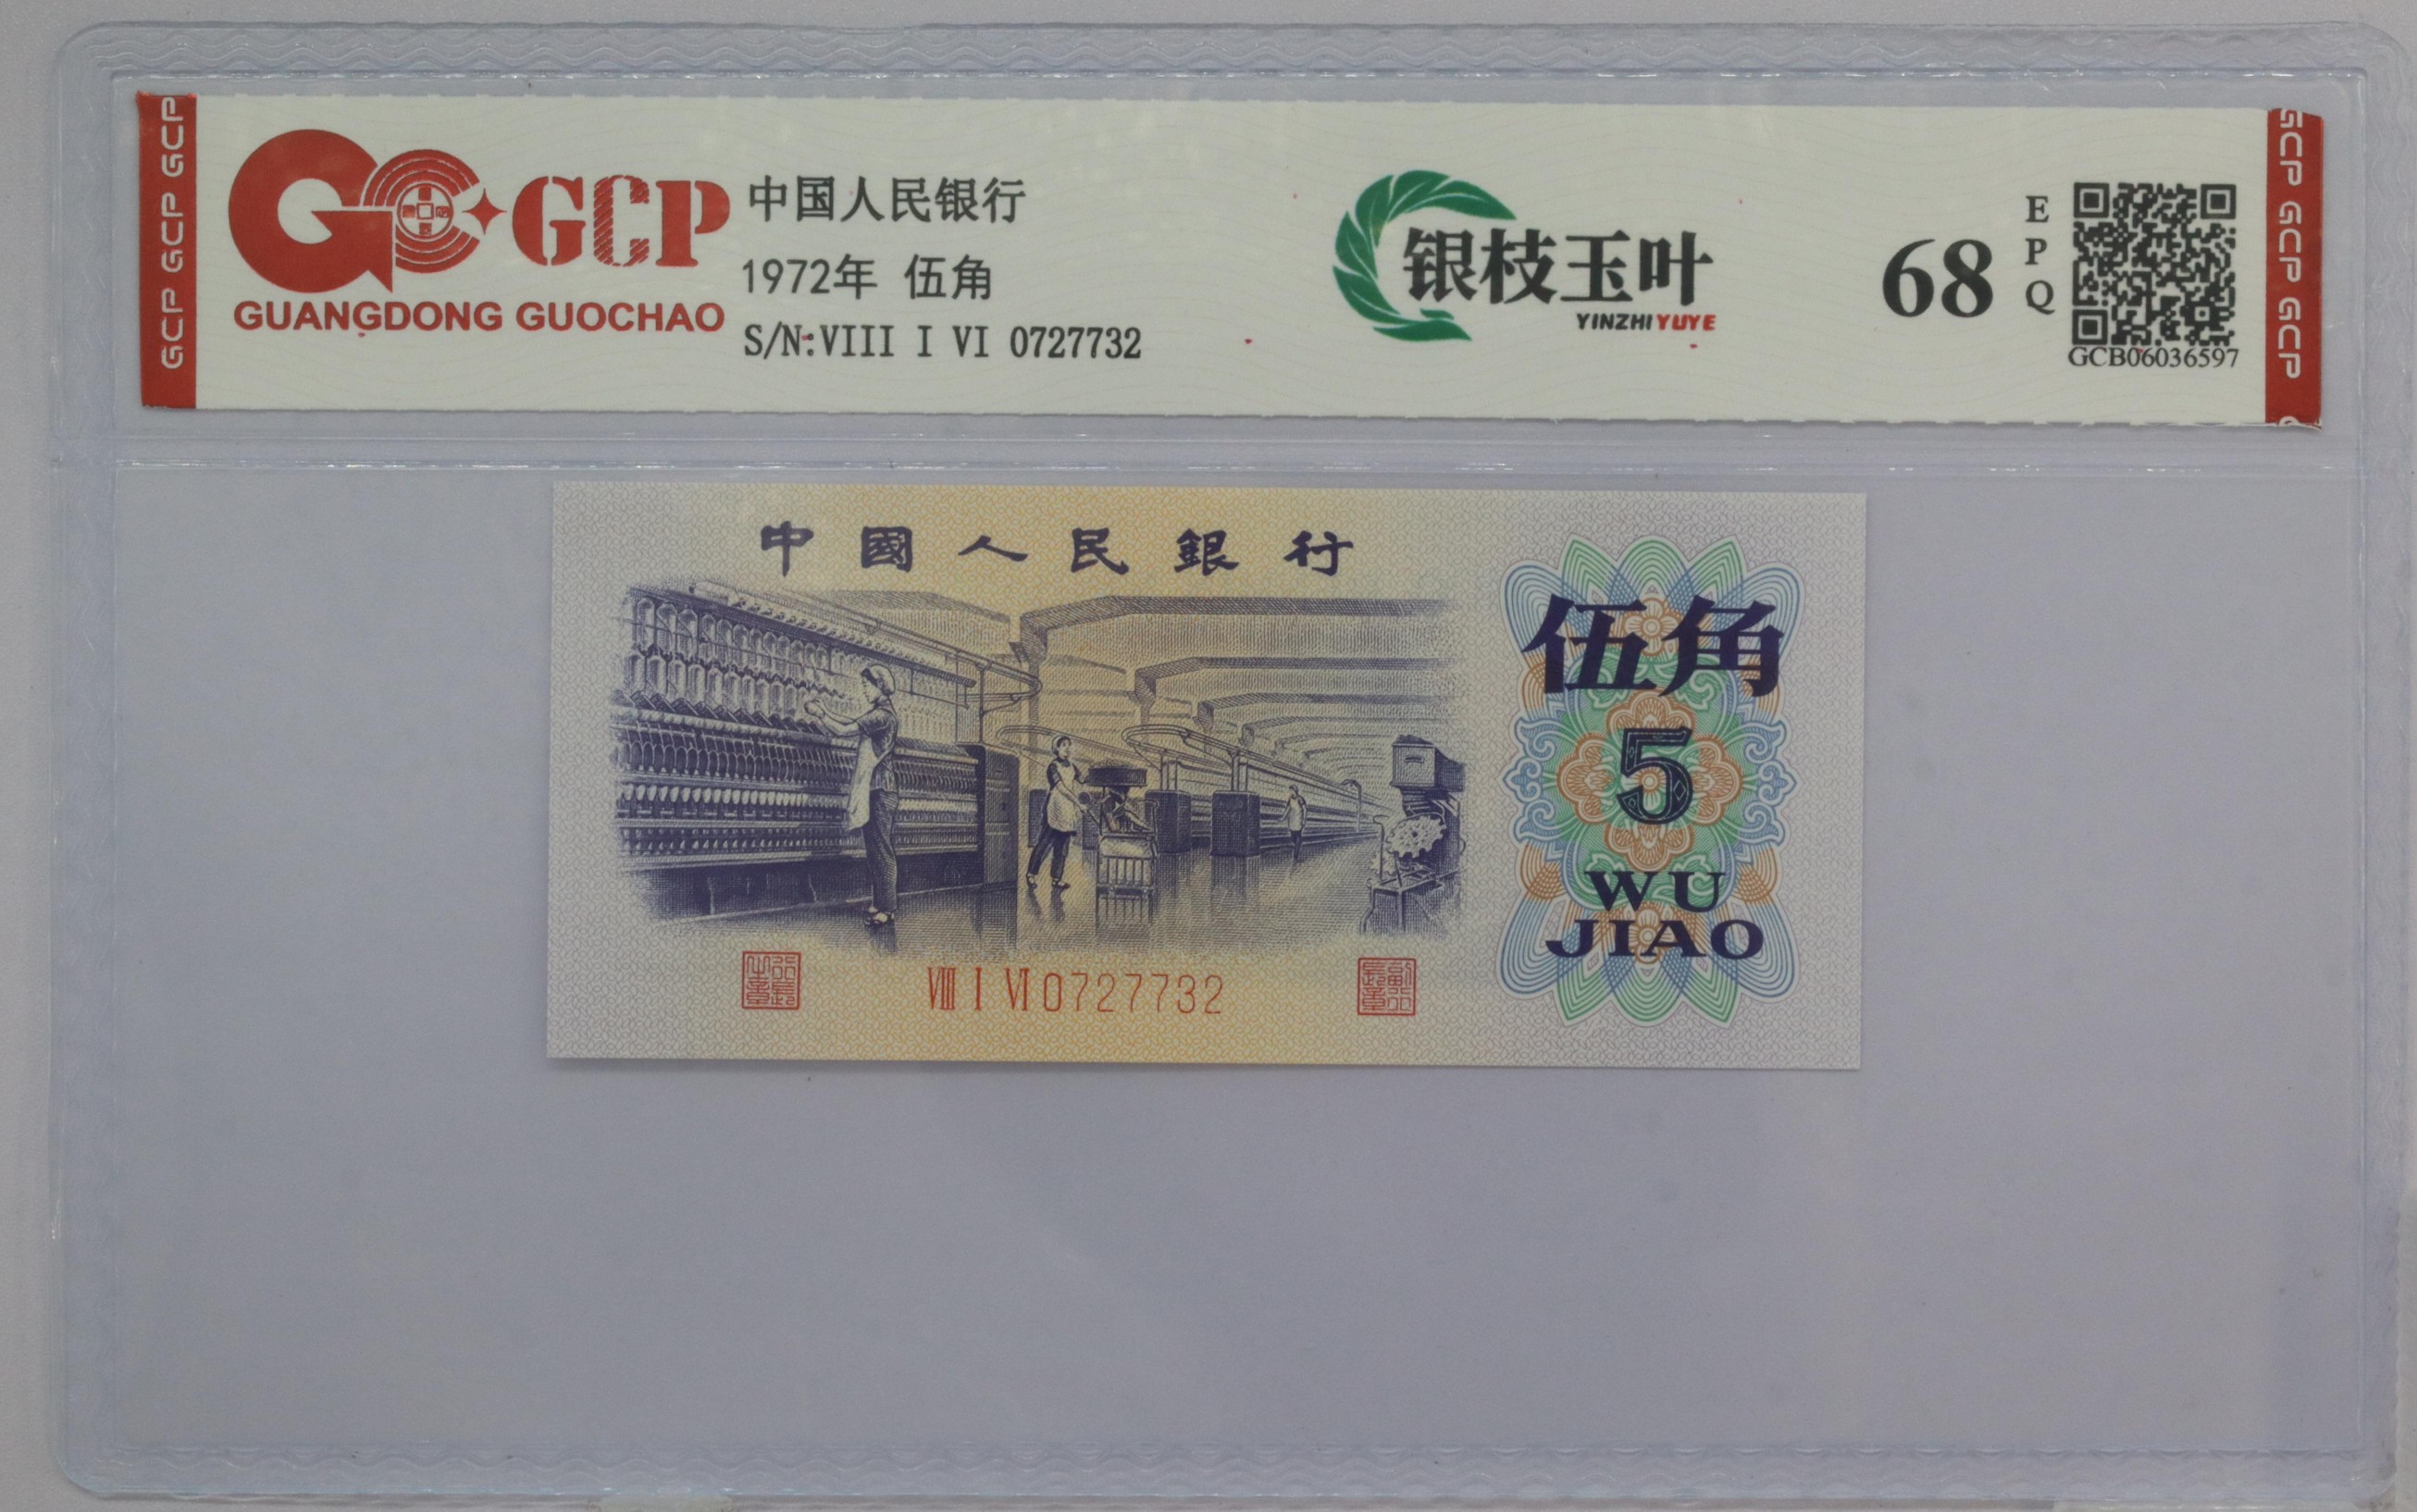 GCP GCP GCP
GCP
GUANGDONG GUOCHAO
中国人民银行
1972年 伍角
S/N:VIII I VI 0727732
银枝玉叶
YINZHIYUYE
68
EPQ
GCB06036597
GCP GCP GCP
中國人民銀行
伍角
5
WU
JIAO
VIII I VI 0727732